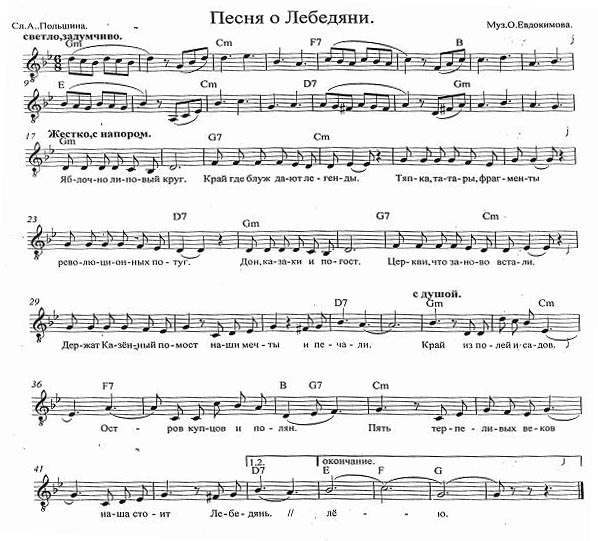 Песня о Лебедяни.
Сл.А..Польшина. Муз.О.Евдокимова.
светло,задумчиво.
Gm Cm F7 B
9 E Cm D7 Gm
Жестко,с напором.
17 Gm G7 Cm
Яб-лоч-но ли-по-вый круг. Край где блуж да-ют ле-ген-ды. Тяп-ка,та-та-ры,фраг-мен-ты
23 D7 Gm G7 Cm
рево-лю-ци-он-ных по-туг. Дон,ка-за-ки и по-гост. Цер-кви,что за-но-во вста-ли.
с душой.
29 D7 Gm Cm
Дер-жат Ка-зён,ный по-мост на-ши меч-ты и пе-ча-ли. Край из по-лей и са-дов.
36 F7 B G7 Cm
Ост-ров куп-цов и по-лян. Пять тер-пе-ли-вых ве-ков
1,2. окончание.
41 D7 E F G
на-ша сто-ит Ле-бе-дянь. // лё-ю.